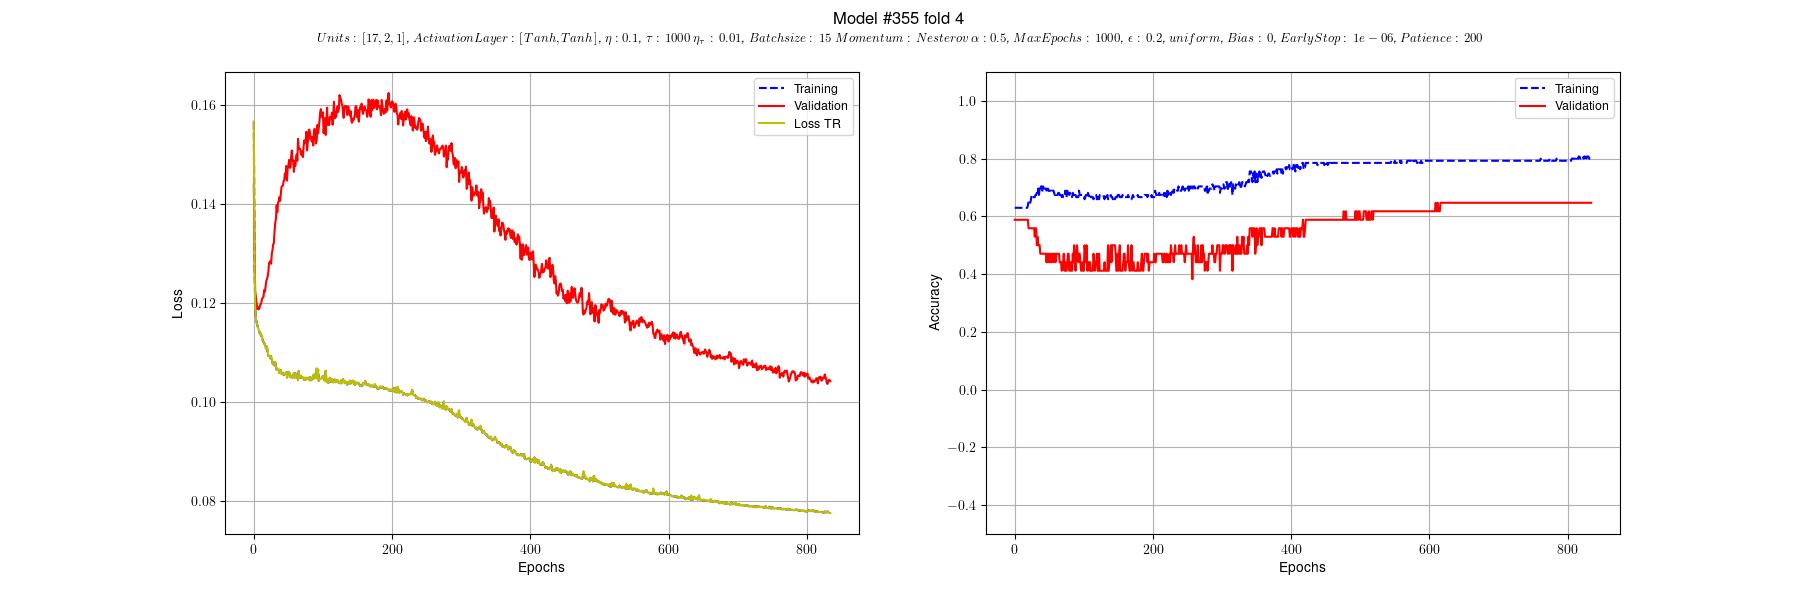 Model #355 fold 4
Units : [17, 2, 1], ActivationLayer : [Tanh, Tanh], η : 0.1, τ : 1000 η_τ : 0.01, Batchsize : 15 Momentum : Nesterov α : 0.5, MaxEpochs : 1000, ϵ : 0.2, uniform, Bias : 0, EarlyStop : 1e − 06, Patience : 200
Training
Validation
Loss TR
0.16
0.14
0.12
0.10
0.08
Loss
0
200
400
600
800
Epochs
Training
Validation
1.0
0.8
0.6
0.4
0.2
0.0
−0.2
−0.4
Accuracy
0
200
400
600
800
Epochs